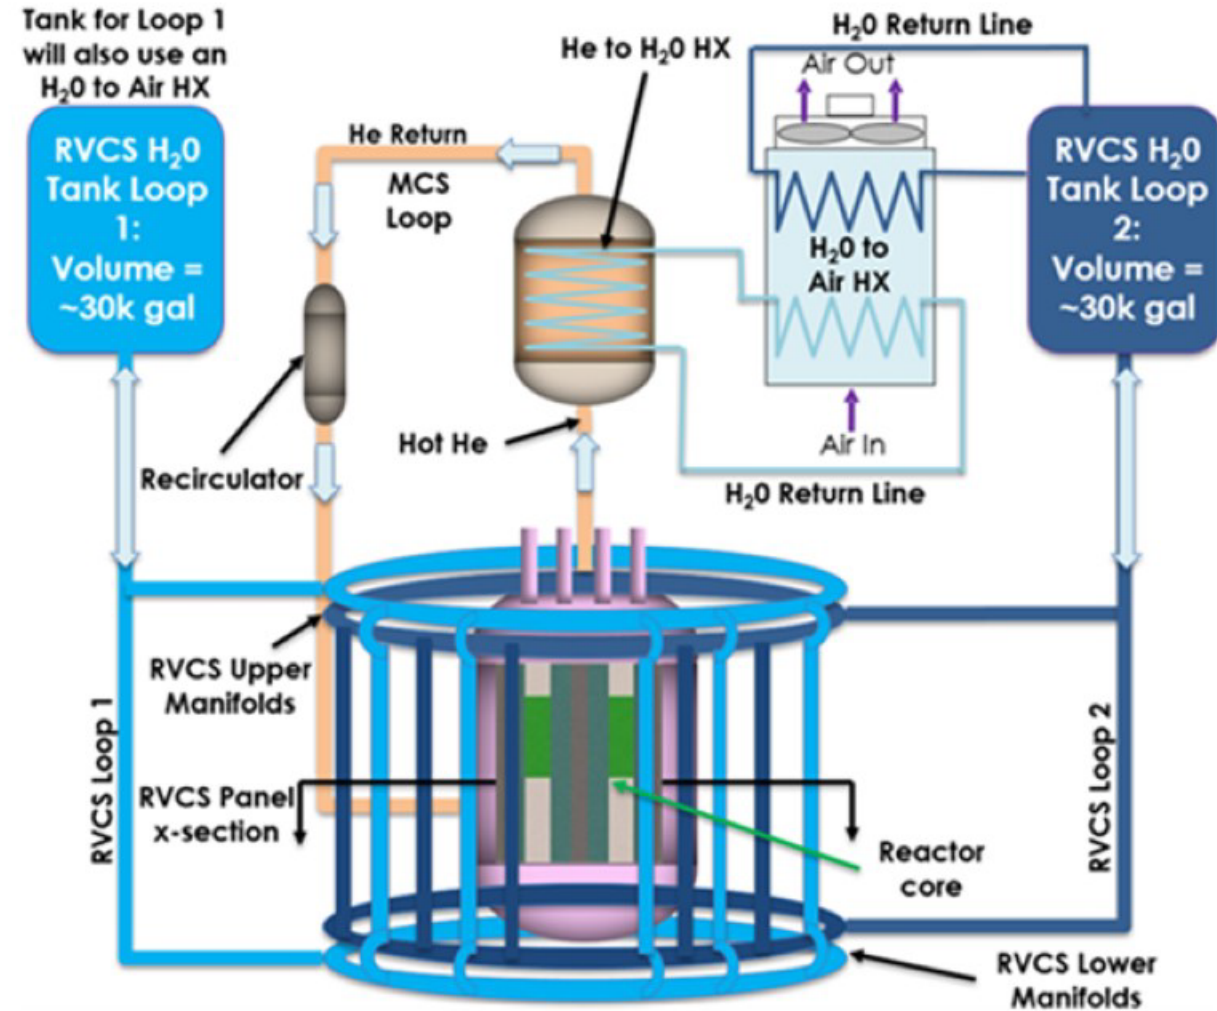 Tank for Loop 1
will also use an
H₂0 to Air HX
RVCS H₂0
Tank Loop
1:
Volume =
~30k gal
He Return
MCS
Loop
He to H₂0 HX
H₂0 Return Line
Air Out
H₂0 to
Air HX
Air In
H₂0 Return Line
RVCS H₂0
Tank Loop
2:
Volume =
~30k gal
Recirculator
Hot He
RVCS Upper
Manifolds
RVCS Loop 1
RVCS Panel
x-section
RVCS Loop 2
Reactor
core
RVCS Lower
Manifolds